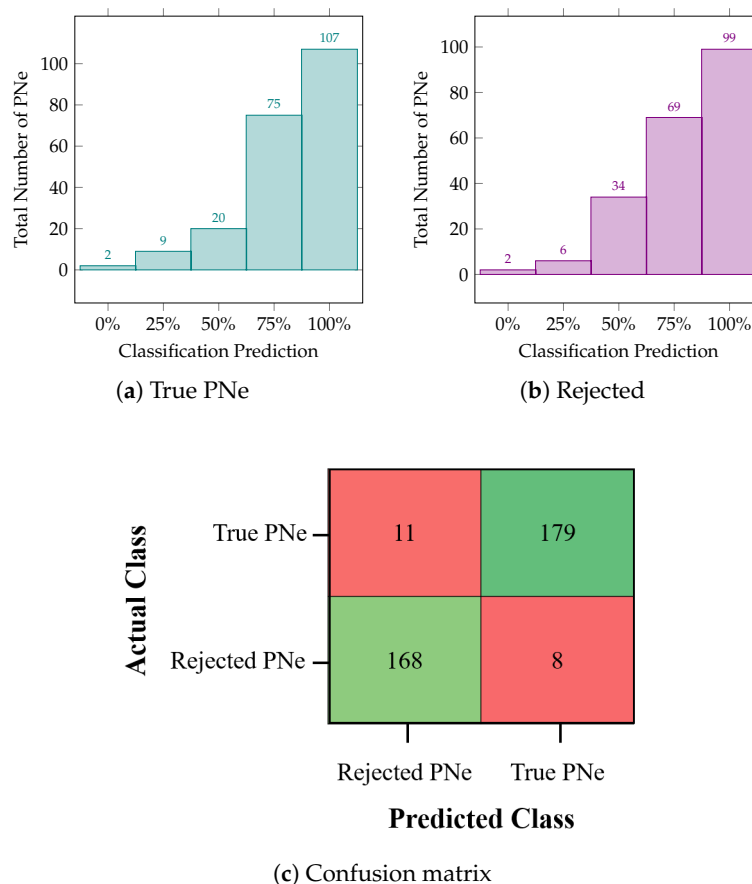 Total Number of PNe
100
80
60
40
20
0
2
9
20
75
107
0% 25% 50% 75% 100%
Classification Prediction
(a) True PNe
Total Number of PNe
100
80
60
40
20
0
2
6
34
69
99
0% 25% 50% 75% 100%
Classification Prediction
(b) Rejected
Actual Class
True PNe
11 179
Rejected PNe
168 8
Rejected PNe True PNe
Predicted Class
(c) Confusion matrix